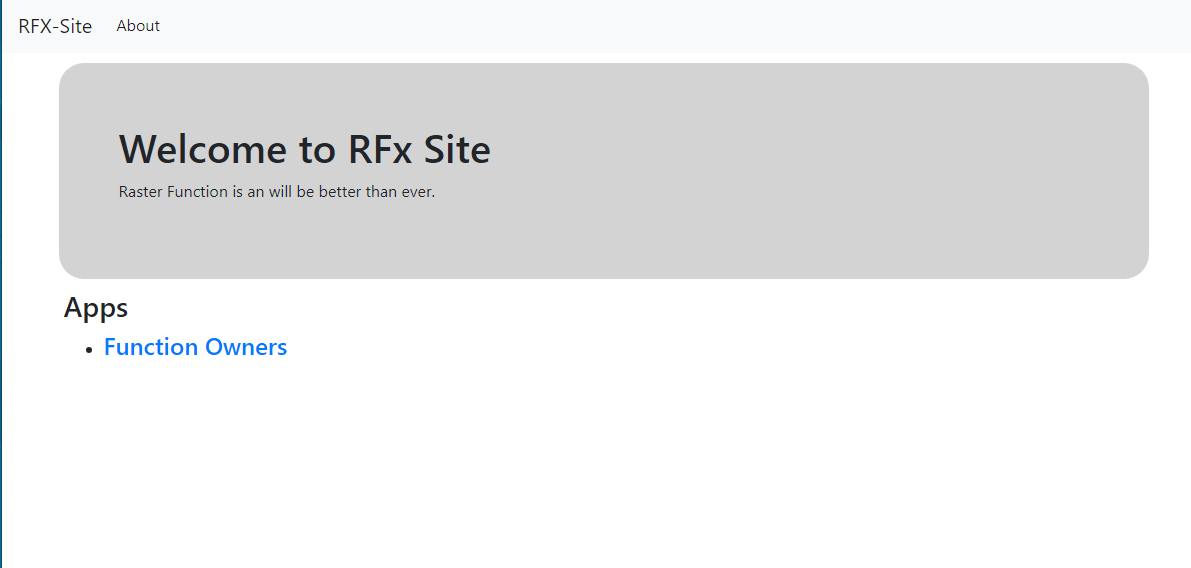 RFX-Site About
Welcome to RFx Site
Raster Function is an will be better than ever.
Apps
Function Owners